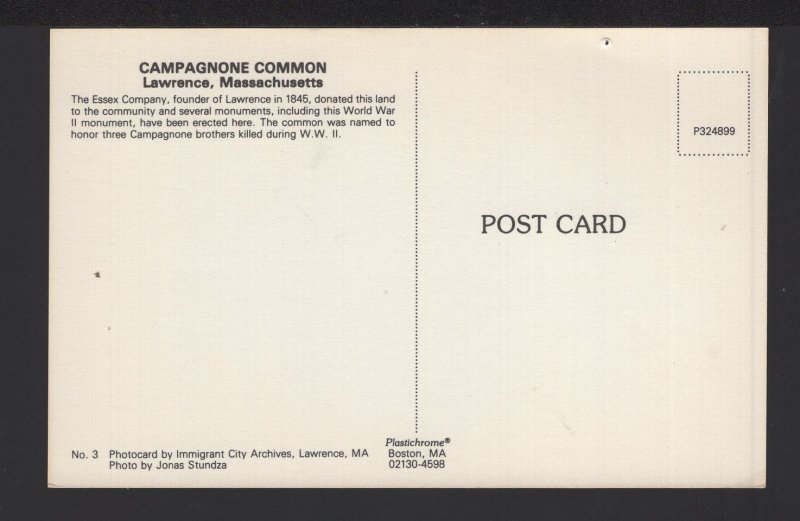 CAMPAGNONE COMMON
Lawrence, Massachusetts
The Essex Company, founder of Lawrence in 1845, donated this land
to the community and several monuments, including this World War
II monument, have been erected here. The common was named to
honor three Campagnone brothers killed during W.W. II.
P324899
POST CARD
No. 3 Photocard by Immigrant City Archives, Lawrence, MA
Photo by Jonas Stundza
Plastichrome®
Boston, MA
02130-4598